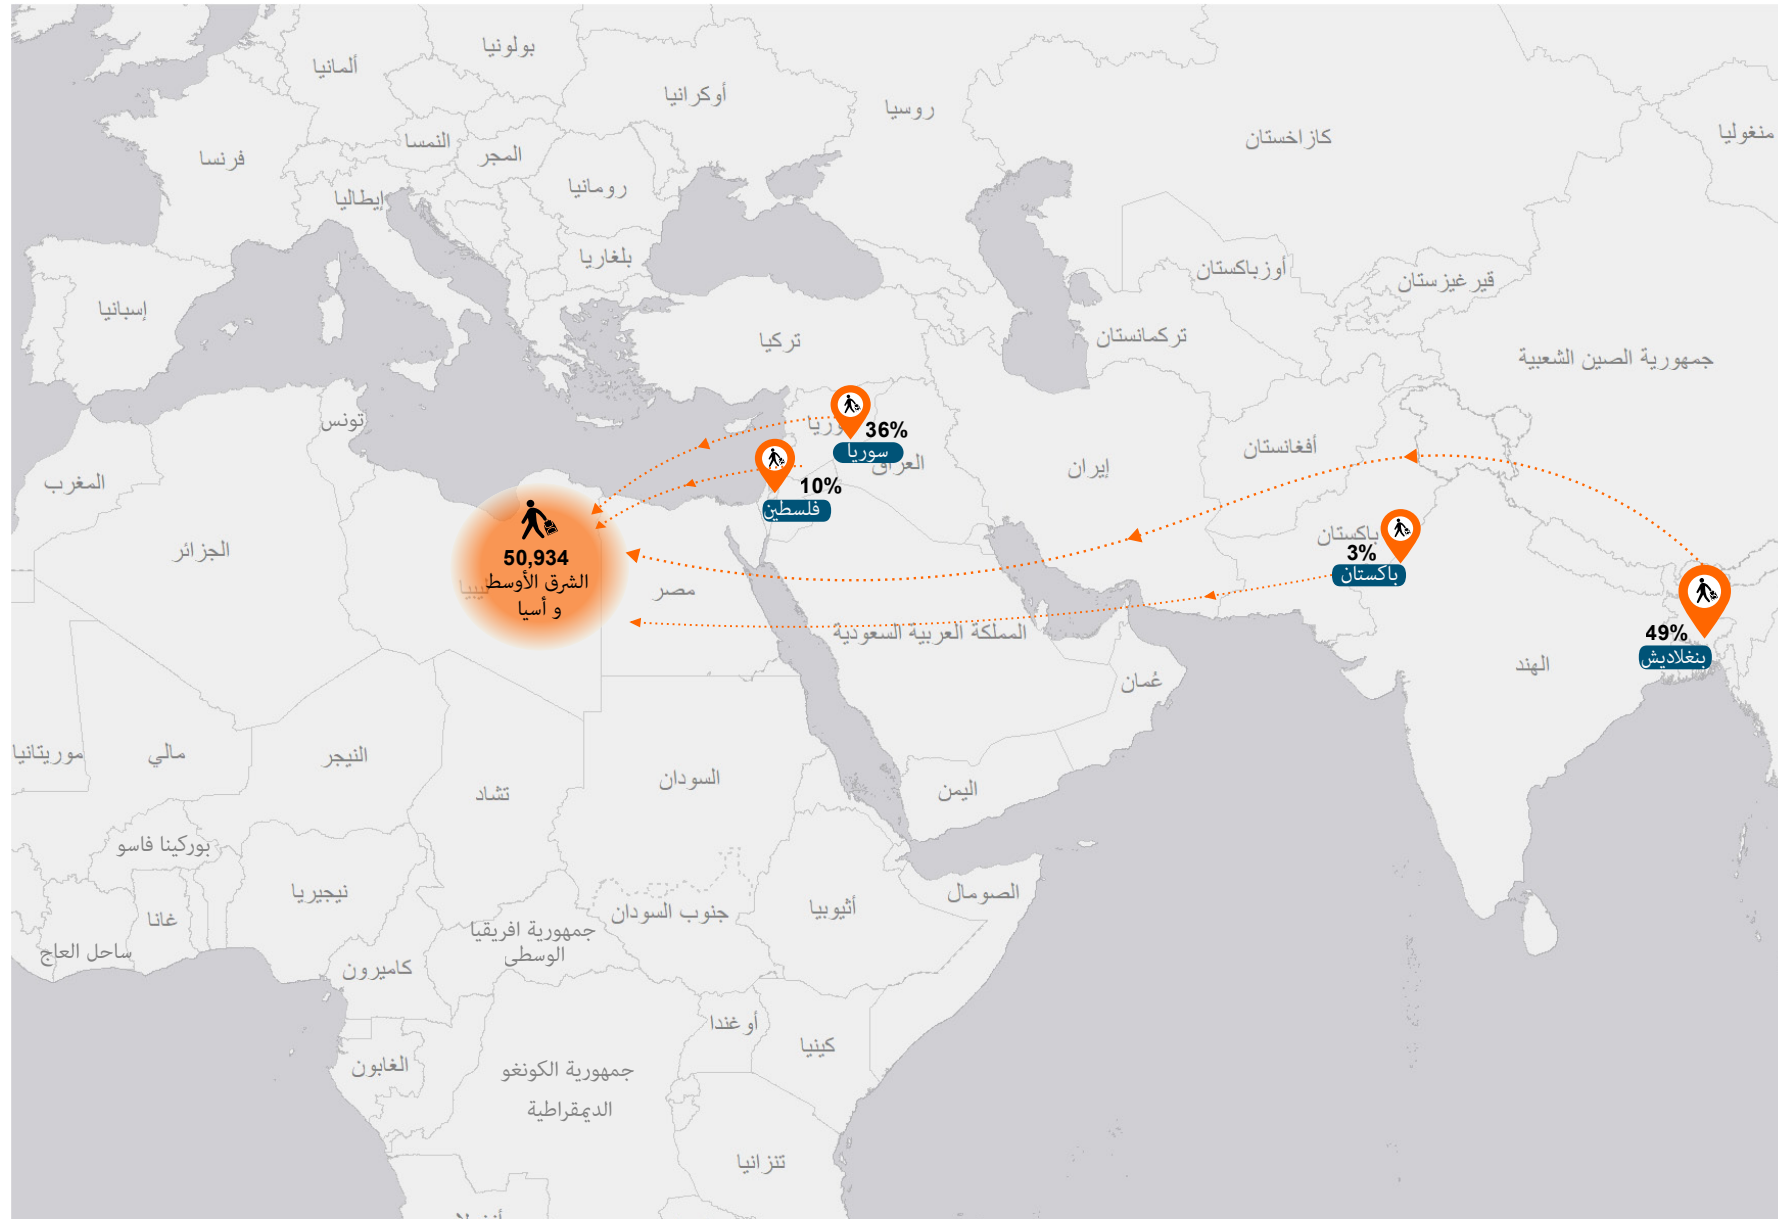 بولونيا
ألمانيا
أوكرانيا
روسيا
كازاخستان
منغوليا
النمسا
المجر
فرنسا
رومانيا
إيطاليا
بلغاريا
أوزباكستان
قيرغيزستان
إسبانيا
تركيا
تركمانستان
جمهورية الصين الشعبية
تونس
36%
سوريا
أفغانستان
العراق
إيران
المغرب
10%
فلسطين
الجزائر
50,934
الشرق الأوسط
و أسيا
ليبيا
مصر
باكستان
3%
باكستان
49%
بنغلاديش
المملكة العربية السعودية
الهند
عُمان
موريتانيا
مالي
النيجر
تشاد
السودان
اليمن
بوركينا فاسو
نيجيريا
غانا
ساحل العاج
جمهورية افريقيا
الوسطى
جنوب السودان
أثيوبيا
الصومال
كاميرون
أوغندا
كينيا
الغابون
جمهورية الكونغو
الديمقراطية
تنزانيا